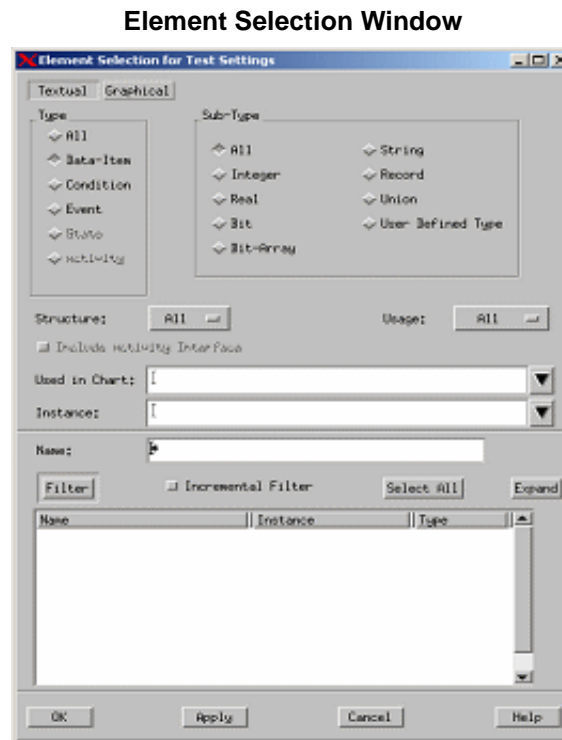 Element Selection Window
Element Selection for Test Settings
Textual Graphical
Type
All
Data-Item
Condition
Event
State
Activity
Sub-Type
All
Integer
Real
Bit
Bit-Array
String
Record
Union
User Defined Type
Structure: All Usage: All
Include Activity Interface
Used in Chart:
Instance:
Name: *
Filter Incremental Filter Select All Expand
Name Instance Type
OK Apply Cancel Help